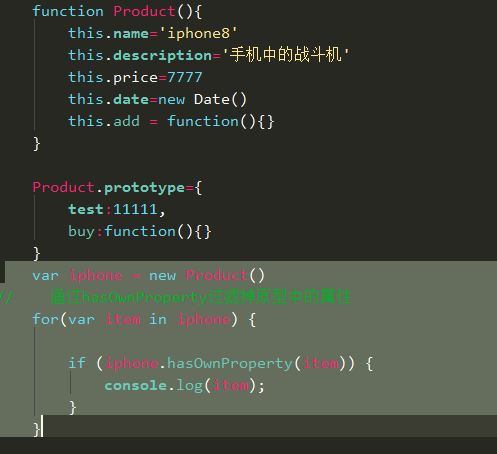 function Product(){
this.name='iphone8'
this.description='手机中的战斗机'
this.price=7777
this.date=new Date()
this.add = function(){}
}
Product.prototype={
test:11111,
buy:function(){}
}
var iphone = new Product()
// hasOwnProperty
for(var item in iphone) {
if (iphone.hasOwnProperty(item)) {
console.log(item);
}
}